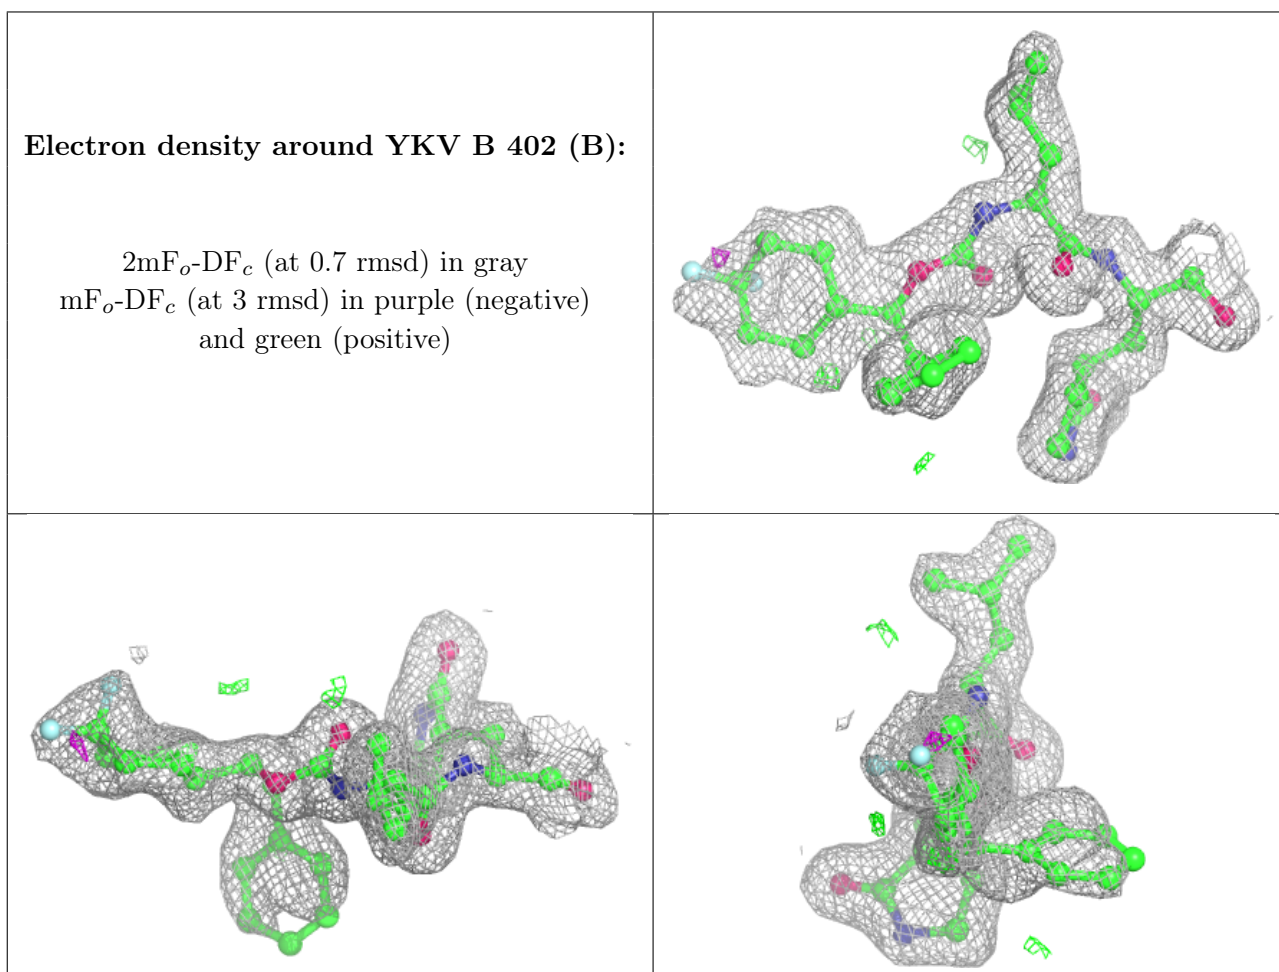 Electron density around YKV B 402 (B):
2mFo-DFc (at 0.7 rmsd) in gray
mFo-DFc (at 3 rmsd) in purple (negative)
and green (positive)